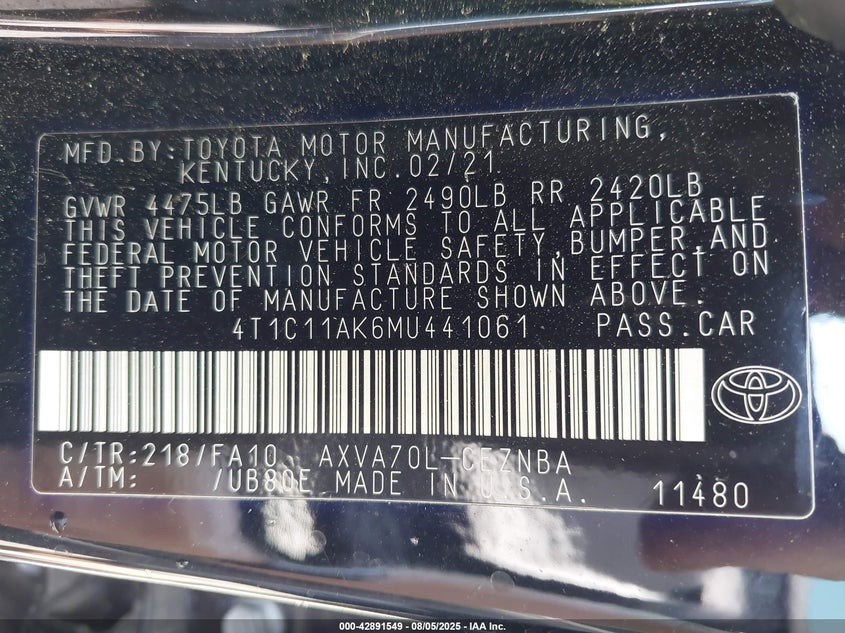 MFD.BY:TOYOTA MOTOR MANUFACTURING,
KENTUCKY,INC.02/21
GVWR 4475LB GAWR FR 2490LB RR 2420LB
THIS VEHICLE CONFORMS TO ALL APPLICABLE
FEDERAL MOTOR VEHICLE SAFETY,BUMPER,AND
THEFT PREVENTION STANDARDS IN EFFECT ON
THE DATE OF MANUFACTURE SHOWN ABOVE.
4T1C11AK6MU441061 PASS.CAR
C/TR:218/FA10 AXVA70L-CEZNBA
A/TM: /UB80E MADE IN U.S.A. 11480
000-42891549 - 08/05/2025 - IAA Inc.